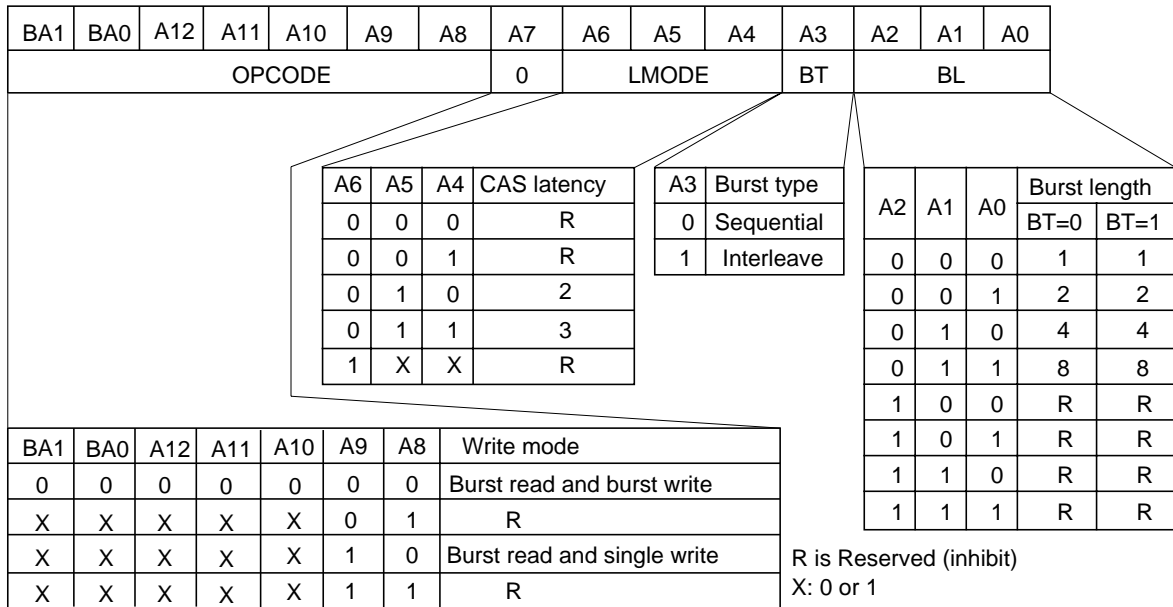 BA1 BA0 A12 A11 A10 A9 A8 A7 A6 A5 A4 A3 A2 A1 A0
OPCODE 0 LMODE BT BL
A6 A5 A4 CAS latency
0 0 0 R
0 0 1 R
0 1 0 2
0 1 1 3
1 X X R
A3 Burst type
0 Sequential
1 Interleave
A2 A1 A0 Burst length
BT=0 BT=1
0 0 0 1 1
0 0 1 2 2
0 1 0 4 4
0 1 1 8 8
1 0 0 R R
1 0 1 R R
1 1 0 R R
1 1 1 R R
BA1 BA0 A12 A11 A10 A9 A8 Write mode
0 0 0 0 0 0 0 Burst read and burst write
X X X X X 0 1 R
X X X X X 1 0 Burst read and single write
X X X X X 1 1 R
R is Reserved (inhibit)
X: 0 or 1